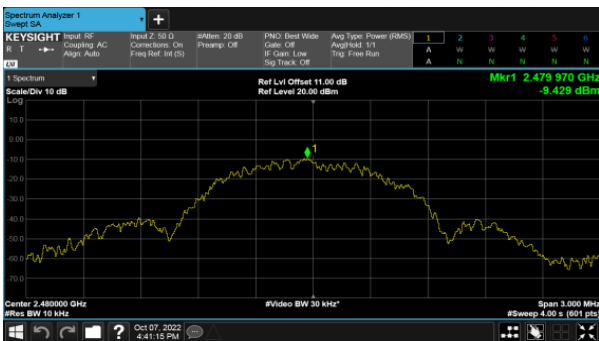 Spectrum Analyzer 1
Swept SA
+
KEYSIGHT Input: RF Input Z: 50 Ω #Atten: 20 dB PNO: Best Wide Avg Type: Power (RMS) 1 2 3 4 5 6
R T Coupling: AC Corrections: On Preamp: Off Gate: Off Avg|Hold: 1/1 A W W W W W
Align: Auto Freq Ref: Int (S) IF Gain: Low Trig: Free Run
LXI Sig Track: Off A N N N N N
1 Spectrum Ref Lvl Offset 11.00 dB Mkr1 2.479 970 GHz
Scale/Div 10 dB Ref Level 20.00 dBm -9.429 dBm
Log
10.0
0.00
-10.0
1
-20.0
-30.0
-40.0
-50.0
-60.0
-70.0
Center 2.480000 GHz #Video BW 30 kHz* Span 3.000 MHz
#Res BW 10 kHz #Sweep 4.00 s (601 pts)
? Oct 07, 2022
4:41:15 PM